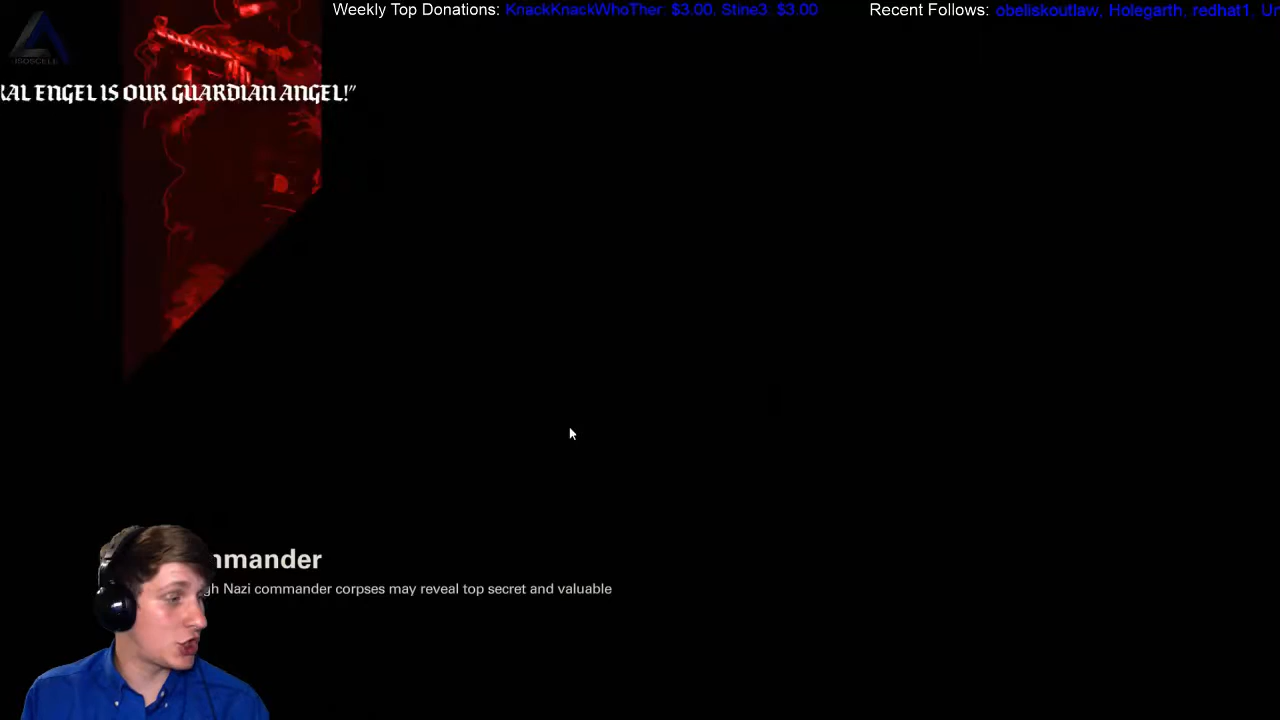 Weekly Top Donations: KnackKnackWhoTher: $3.00, Stine3: $3.00 Recent Follows: obeliskoutlaw, Holegarth, redhat1,
ENGEL IS OUR GUARDIAN ANGEL!"
mmander
gh Nazi commander corpses may reveal top secret and valuable